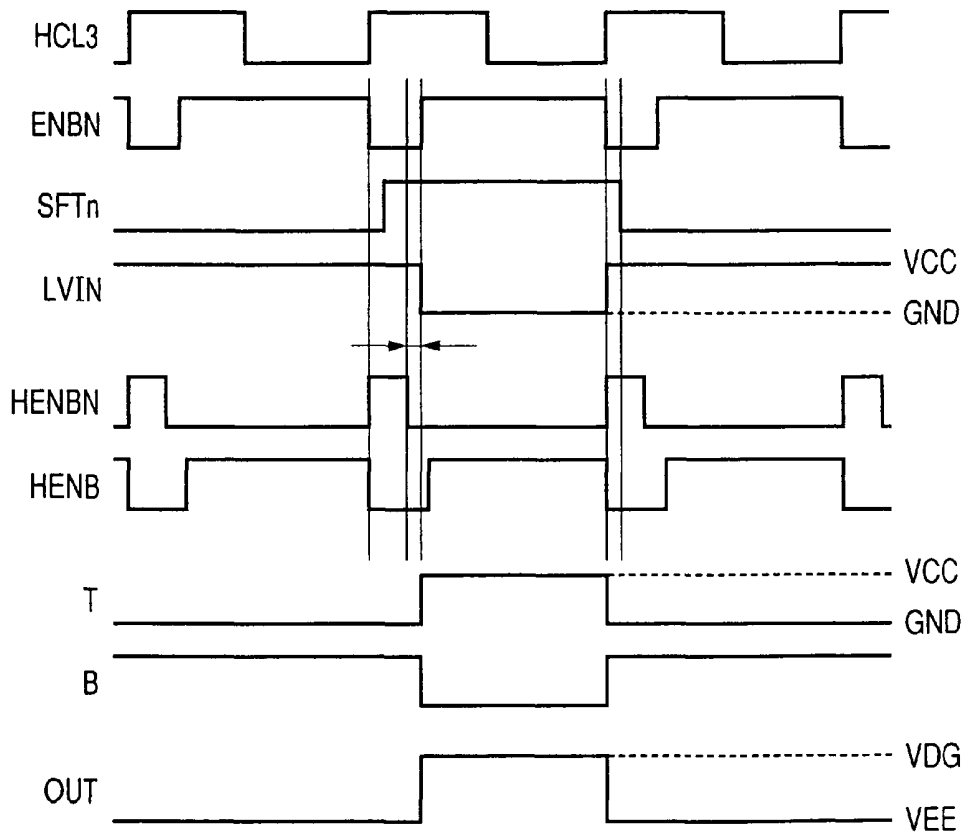 HCL3
ENBN
SFTn
LVIN
VCC
GND
HENBN
HENB
T
VCC
GND
B
OUT
VDG
VEE